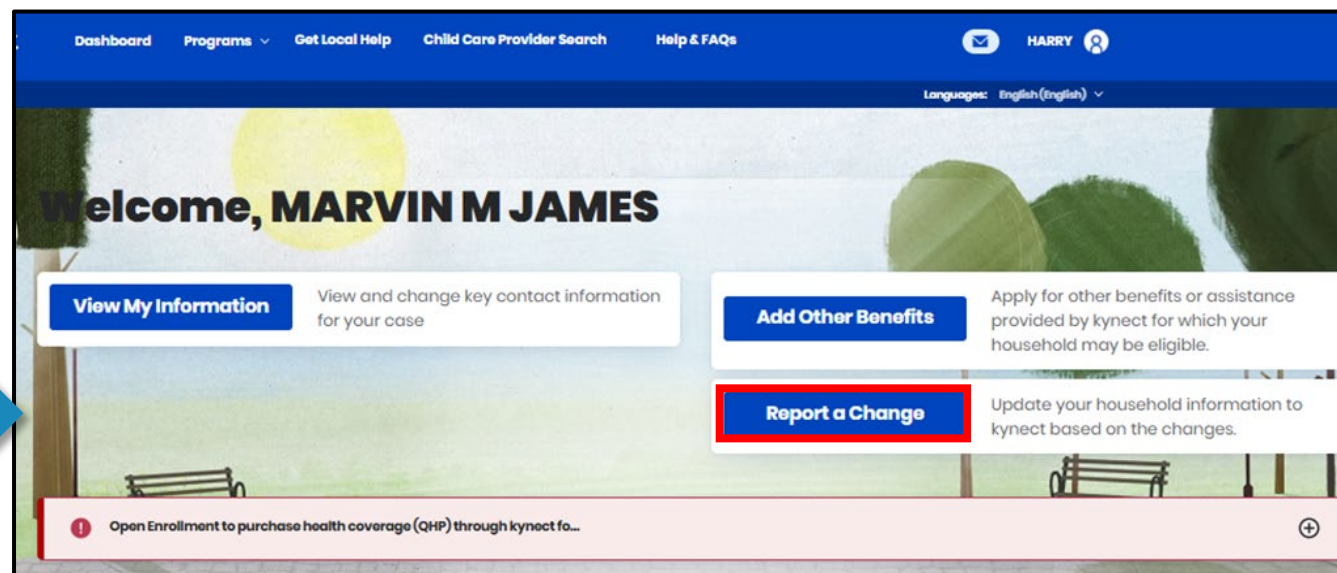 Dashboard Programs Get Local Help Child Care Provider Search Help & FAQs HARRY
Languages: English (English)
Welcome, MARVIN M JAMES
View My Information
View and change key contact information
for your case
Add Other Benefits
Apply for other benefits or assistance
provided by kynect for which your
household may be eligible.
Report a Change
Update your household information to
kynect based on the changes.
Open Enrollment to purchase health coverage (QHP) through kynect fo...